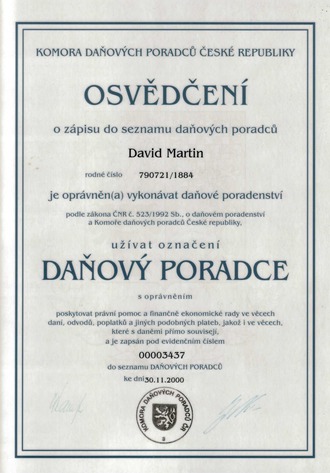 KOMORA DAŇOVÝCH PORADCŮ ČESKÉ REPUBLIKY
OSVĚDČENÍ
o zápisu do seznamu daňových poradců
David Martin
rodné číslo 790721/1884
je oprávněn(a) vykonávat daňové poradenství
podle zákona ČNR č. 523/1992 Sb., o daňovém poradenství
a Komoře daňových poradců České republiky,
užívat označení
DAŇOVÝ PORADCE
s oprávněním
poskytovat právní pomoc a finančně ekonomické rady ve věcech
daní, odvodů, poplatků a jiných podobných plateb, jakož i ve věcech,
které s daněmi přímo souvisejí,
a je zapsán pod evidenčním číslem
00003437
do seznamu DAŇOVÝCH PORADCŮ
ke dni 30.11.2000
KOMORA DAŇOVÝCH PORADCŮ ČR